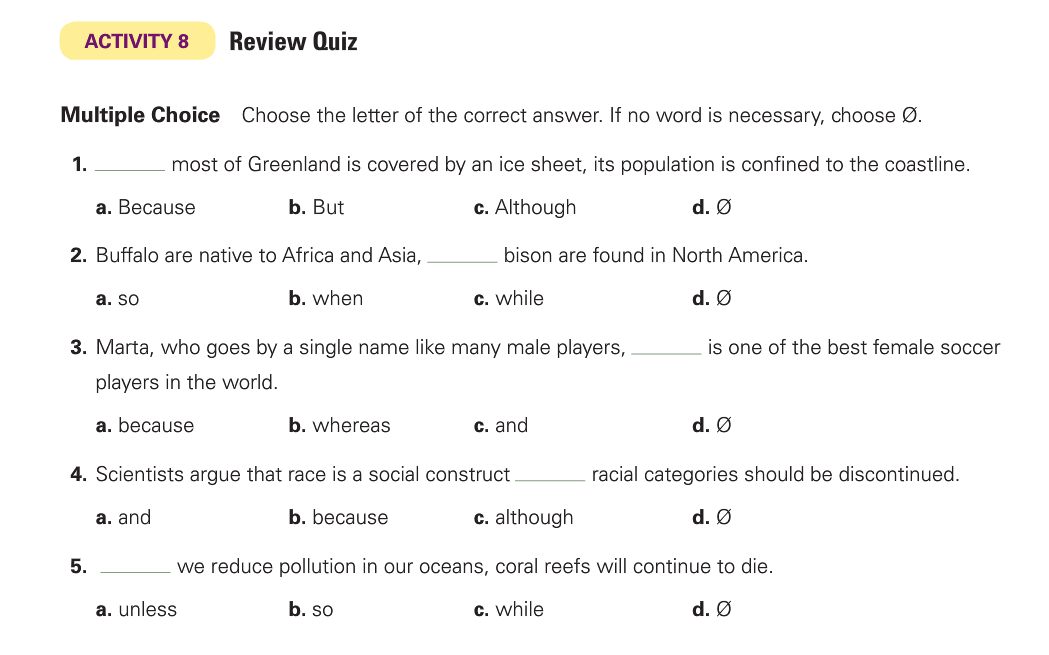 ACTIVITY 8 Review Quiz
Multiple Choice Choose the letter of the correct answer. If no word is necessary, choose Ø.
1. ______ most of Greenland is covered by an ice sheet, its population is confined to the coastline.
a. Because b. But c. Although d. Ø
2. Buffalo are native to Africa and Asia, ______ bison are found in North America.
a. so b. when c. while d. Ø
3. Marta, who goes by a single name like many male players, ______ is one of the best female soccer
players in the world.
a. because b. whereas c. and d. Ø
4. Scientists argue that race is a social construct ______ racial categories should be discontinued.
a. and b. because c. although d. Ø
5. ______ we reduce pollution in our oceans, coral reefs will continue to die.
a. unless b. so c. while d. Ø